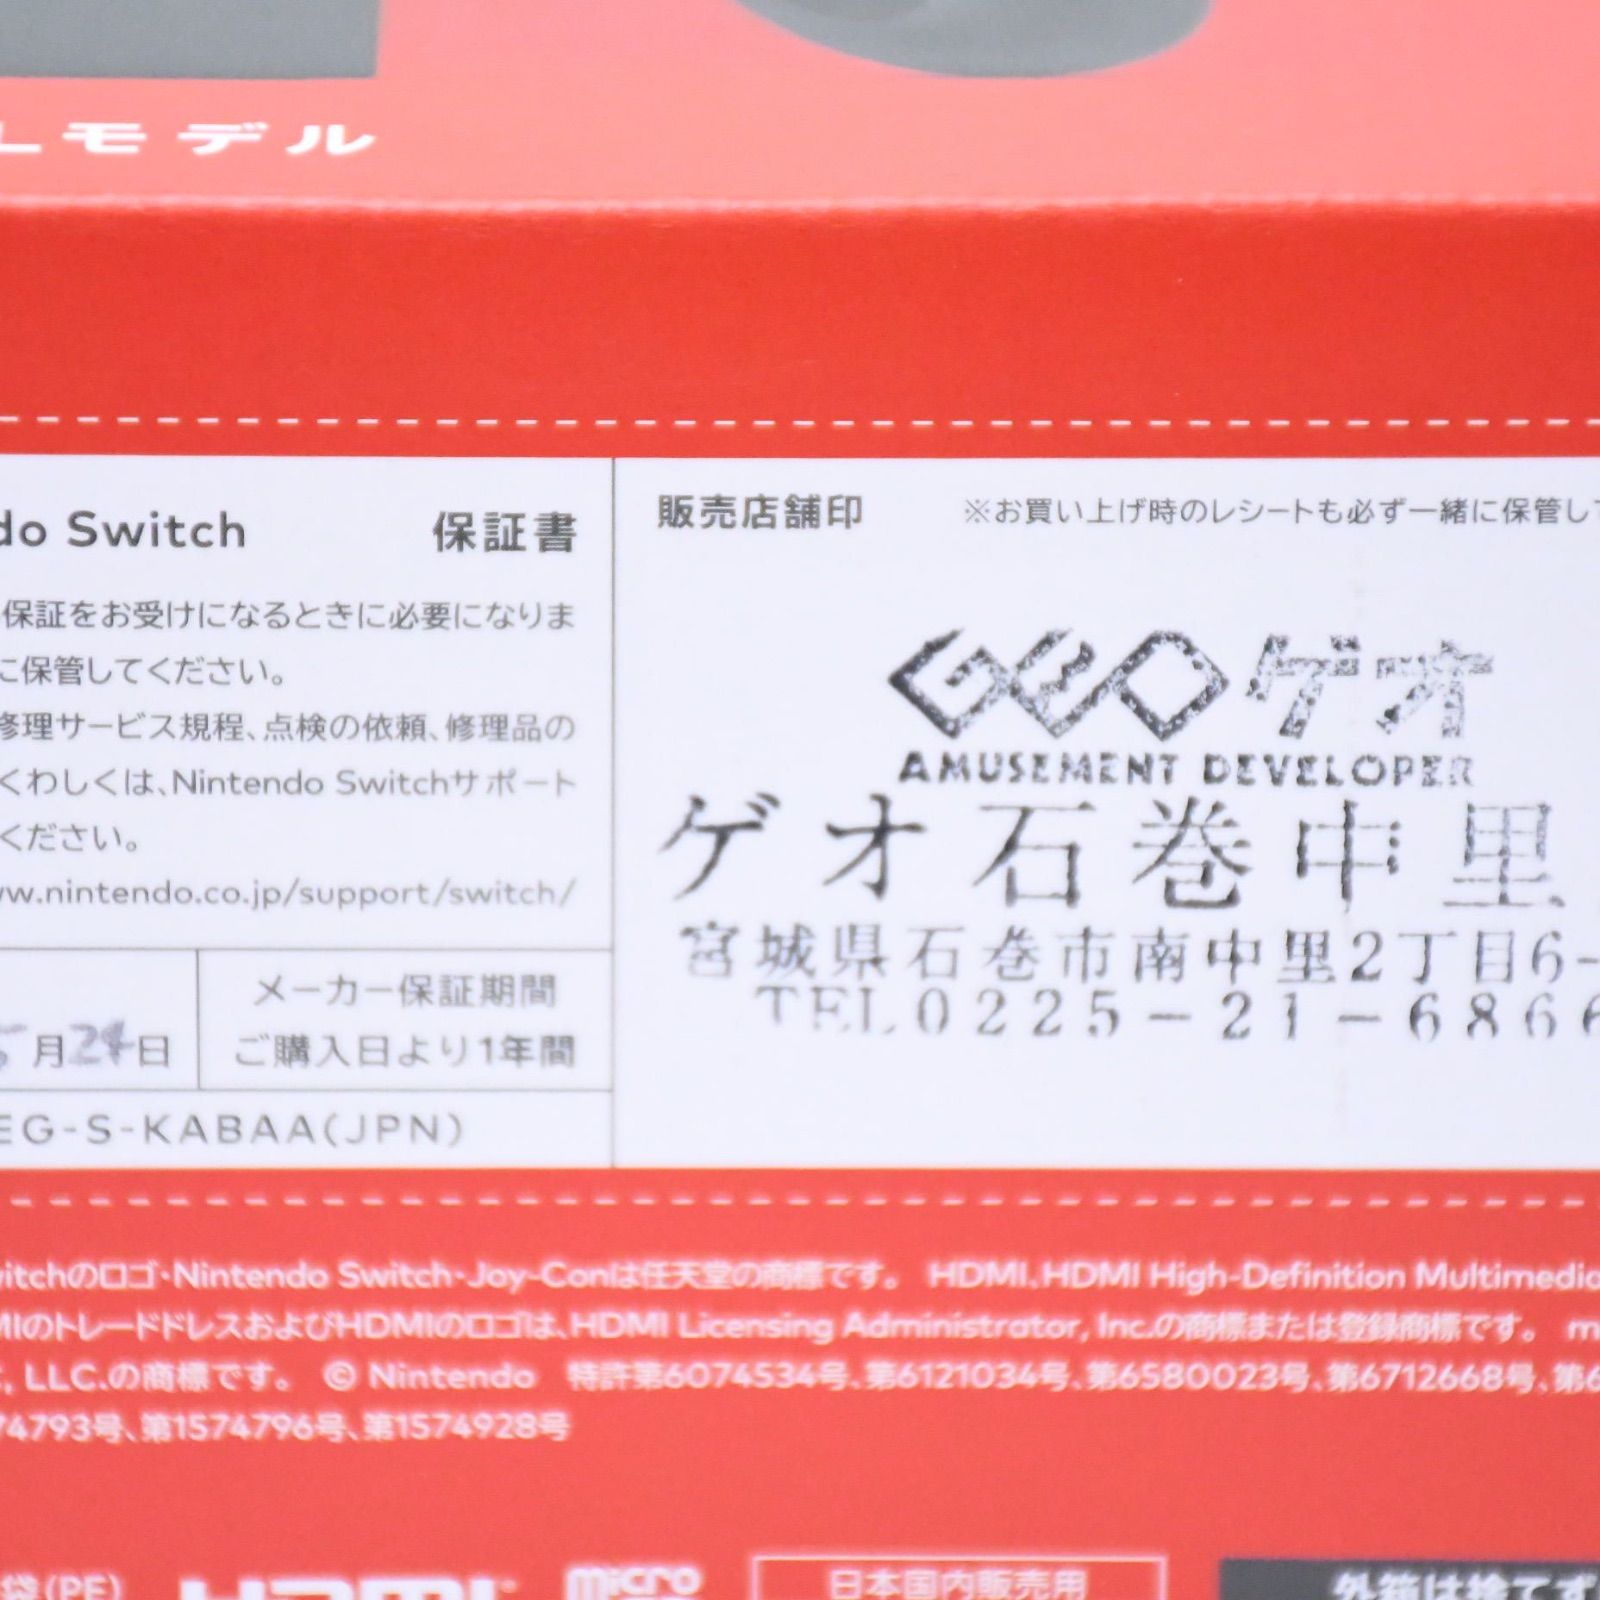 Lモデル
do Switch 保証書
保証をお受けになるときに必要になりま
に保管してください。
修理サービス規程、点検の依頼、修理品の
くわしくは、Nintendo Switchサポート
ください。
ww.nintendo.co.jp/support/switch/
5月24日
メーカー保証期間
ご購入日より1年間
EG-S-KABAA(JPN)
販売店舗印 ※お買い上げ時のレシートも必ず一緒に保管して
GEOゲオ
AMUSEMENT DEVELOPER
ゲオ石巻中里
宮城県石巻市南中里2丁目6-
TEL0225-21-6866
witchのロゴ・Nintendo Switch・Joy-Conは任天堂の商標です。 HDMI、HDMI High-Definition Multimedia
MIのトレードドレスおよびHDMIのロゴは、HDMI Licensing Administrator, Inc.の商標または登録商標です。 m
, LLC.の商標です。 © Nintendo 特許第6074534号、第6121034号、第6580023号、第6712668号、第6
74793号、第1574796号、第1574928号
袋(PE) HDMI micro
日本国内販売用
外箱は捨てず